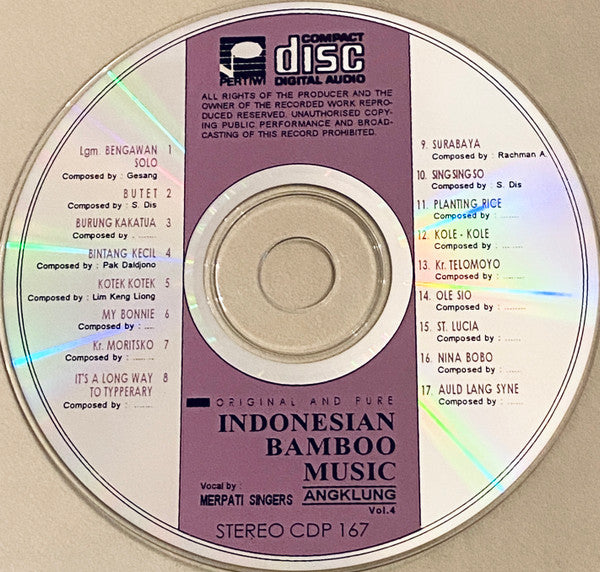 PERTIWI
COMPACT
disc
DIGITAL AUDIO
ALL RIGHTS OF THE PRODUCER AND THE
OWNER OF THE RECORDED WORK REPRO-
DUCED RESERVED. UNAUTHORISED COPY-
ING PUBLIC PERFORMANCE AND BROAD-
CASTING OF THIS RECORD PROHIBITED.
Lgm. BENGAWAN 1
SOLO
Composed by : Gesang
BUTET 2
Composed by : S. Dis
BURUNG KAKATUA 3
Composed by : ........
BINTANG KECIL 4
Composed by : Pak Daldjono
KOTEK KOTEK 5
Composed by : Lim Keng Liong
MY BONNIE 6
Composed by : .....
Kr. MORITSKO 7
Composed by : .....
IT'S A LONG WAY 8
TO TYPPERARY
Composed by : ........
9. SURABAYA
Composed by : Rachman A.
10. SING SING SO
Composed by : S. Dis
11. PLANTING RICE
Composed by : ........
12. KOLE - KOLE
Composed by : ........
13. Kr. TELOMOYO
Composed by : ........
14. OLE SIO
Composed by : ........
15. ST. LUCIA
Composed by : ........
16. NINA BOBO
Composed by : ........
17. AULD LANG SYNE
Composed by : ........
ORIGINAL AND PURE
INDONESIAN
BAMBOO
MUSIC
Vocal by :
MERPATI SINGERS
ANGKLUNG
Vol.4
STEREO CDP 167